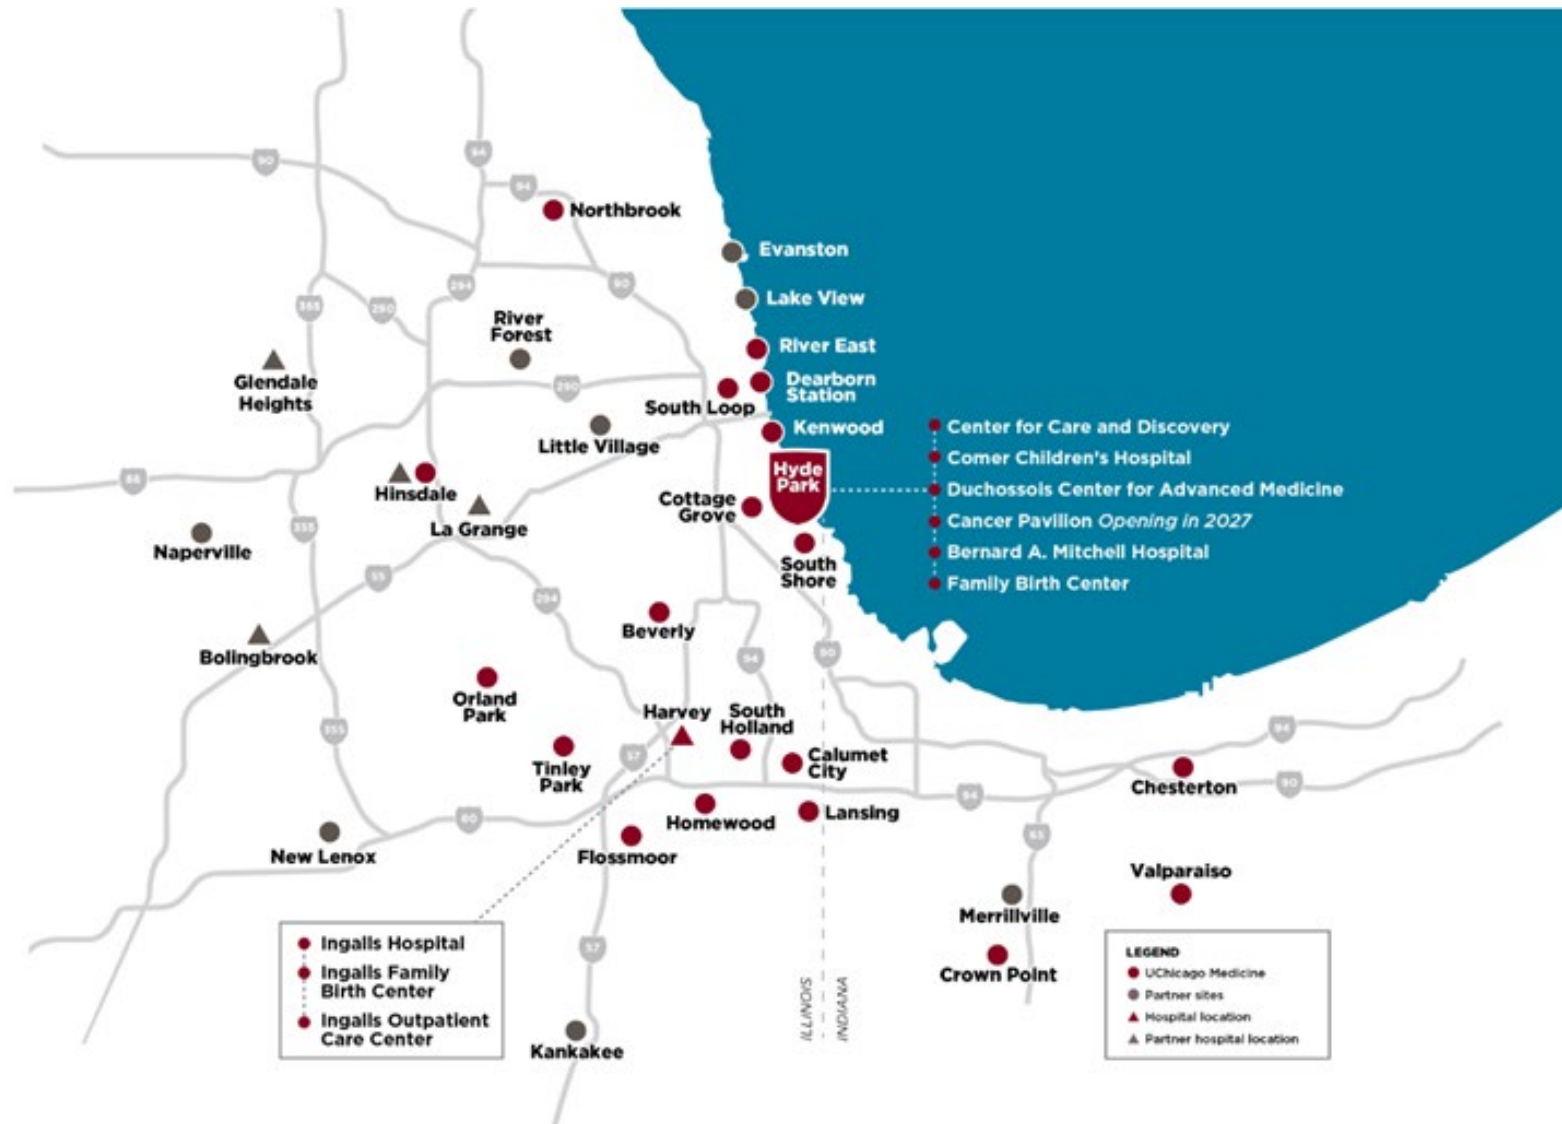 90
94
94
Northbrook
Evanston
294
90
Lake View
355
290
River
Forest
River East
Glendale
Heights
290
Dearborn
Station
South Loop
Little Village
Kenwood
Center for Care and Discovery
Comer Children's Hospital
Hyde
Park
88
Hinsdale
Duchossois Center for Advanced Medicine
Cottage
Grove
La Grange
Cancer Pavilion Opening in 2027
355
Naperville
Bernard A. Mitchell Hospital
South
Shore
55
Family Birth Center
294
Beverly
Bolingbrook
94
90
Orland
Park
Harvey
South
Holland
355
57
94
Tinley
Park
Calumet
City
Chesterton
90
94
80
Homewood
Lansing
65
New Lenox
Flossmoor
Valparaiso
Merrillville
Ingalls Hospital
Ingalls Family
Birth Center
Ingalls Outpatient
Care Center
57
Crown Point
ILLINOIS
INDIANA
LEGEND
UChicago Medicine
Partner sites
Hospital location
Partner hospital location
Kankakee